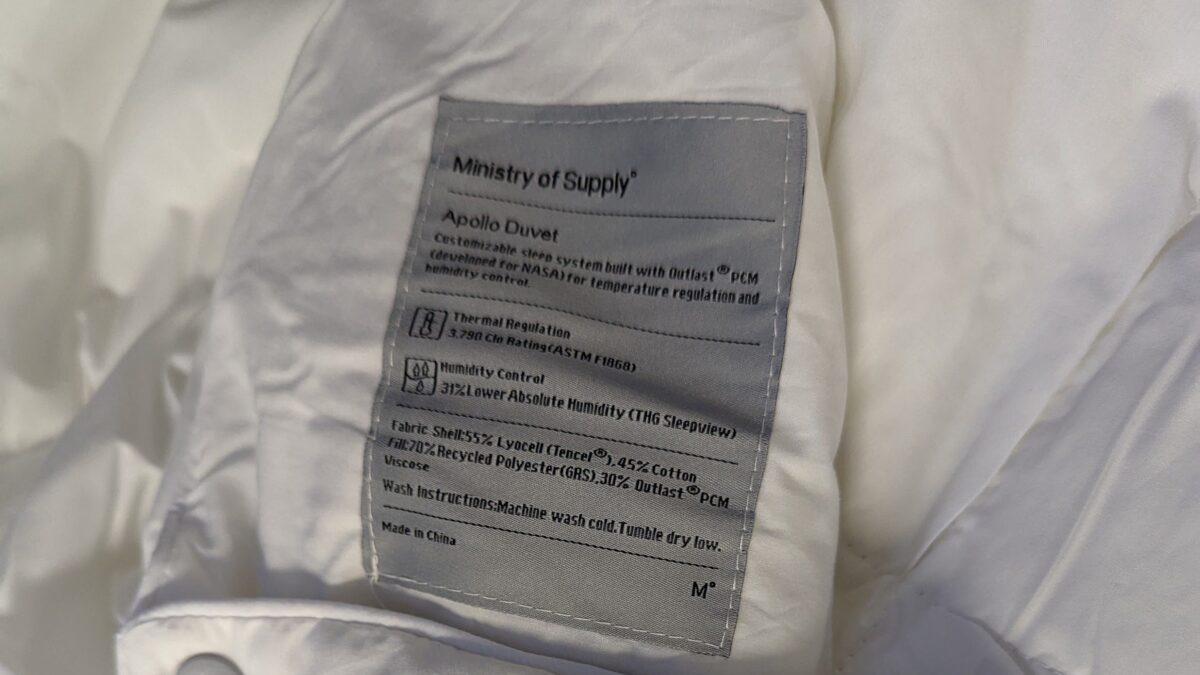 Ministry of Supply°
Apollo Duvet
Customizable sleep system built with Outlast® PCM
(developed for NASA) for temperature regulation and
humidity control.
Thermal Regulation
3.790 Clo Rating(ASTM F1868)
Humidity Control
31%Lower Absolute Humidity (THG Sleepview)
Fabric Shell:55% Lyocell (Tencel®),45% Cotton
Fill:70%Recycled Polyester(GRS),30% Outlast®PCM
Viscose
Wash Instructions:Machine wash cold.Tumble dry low.
Made in China
M°